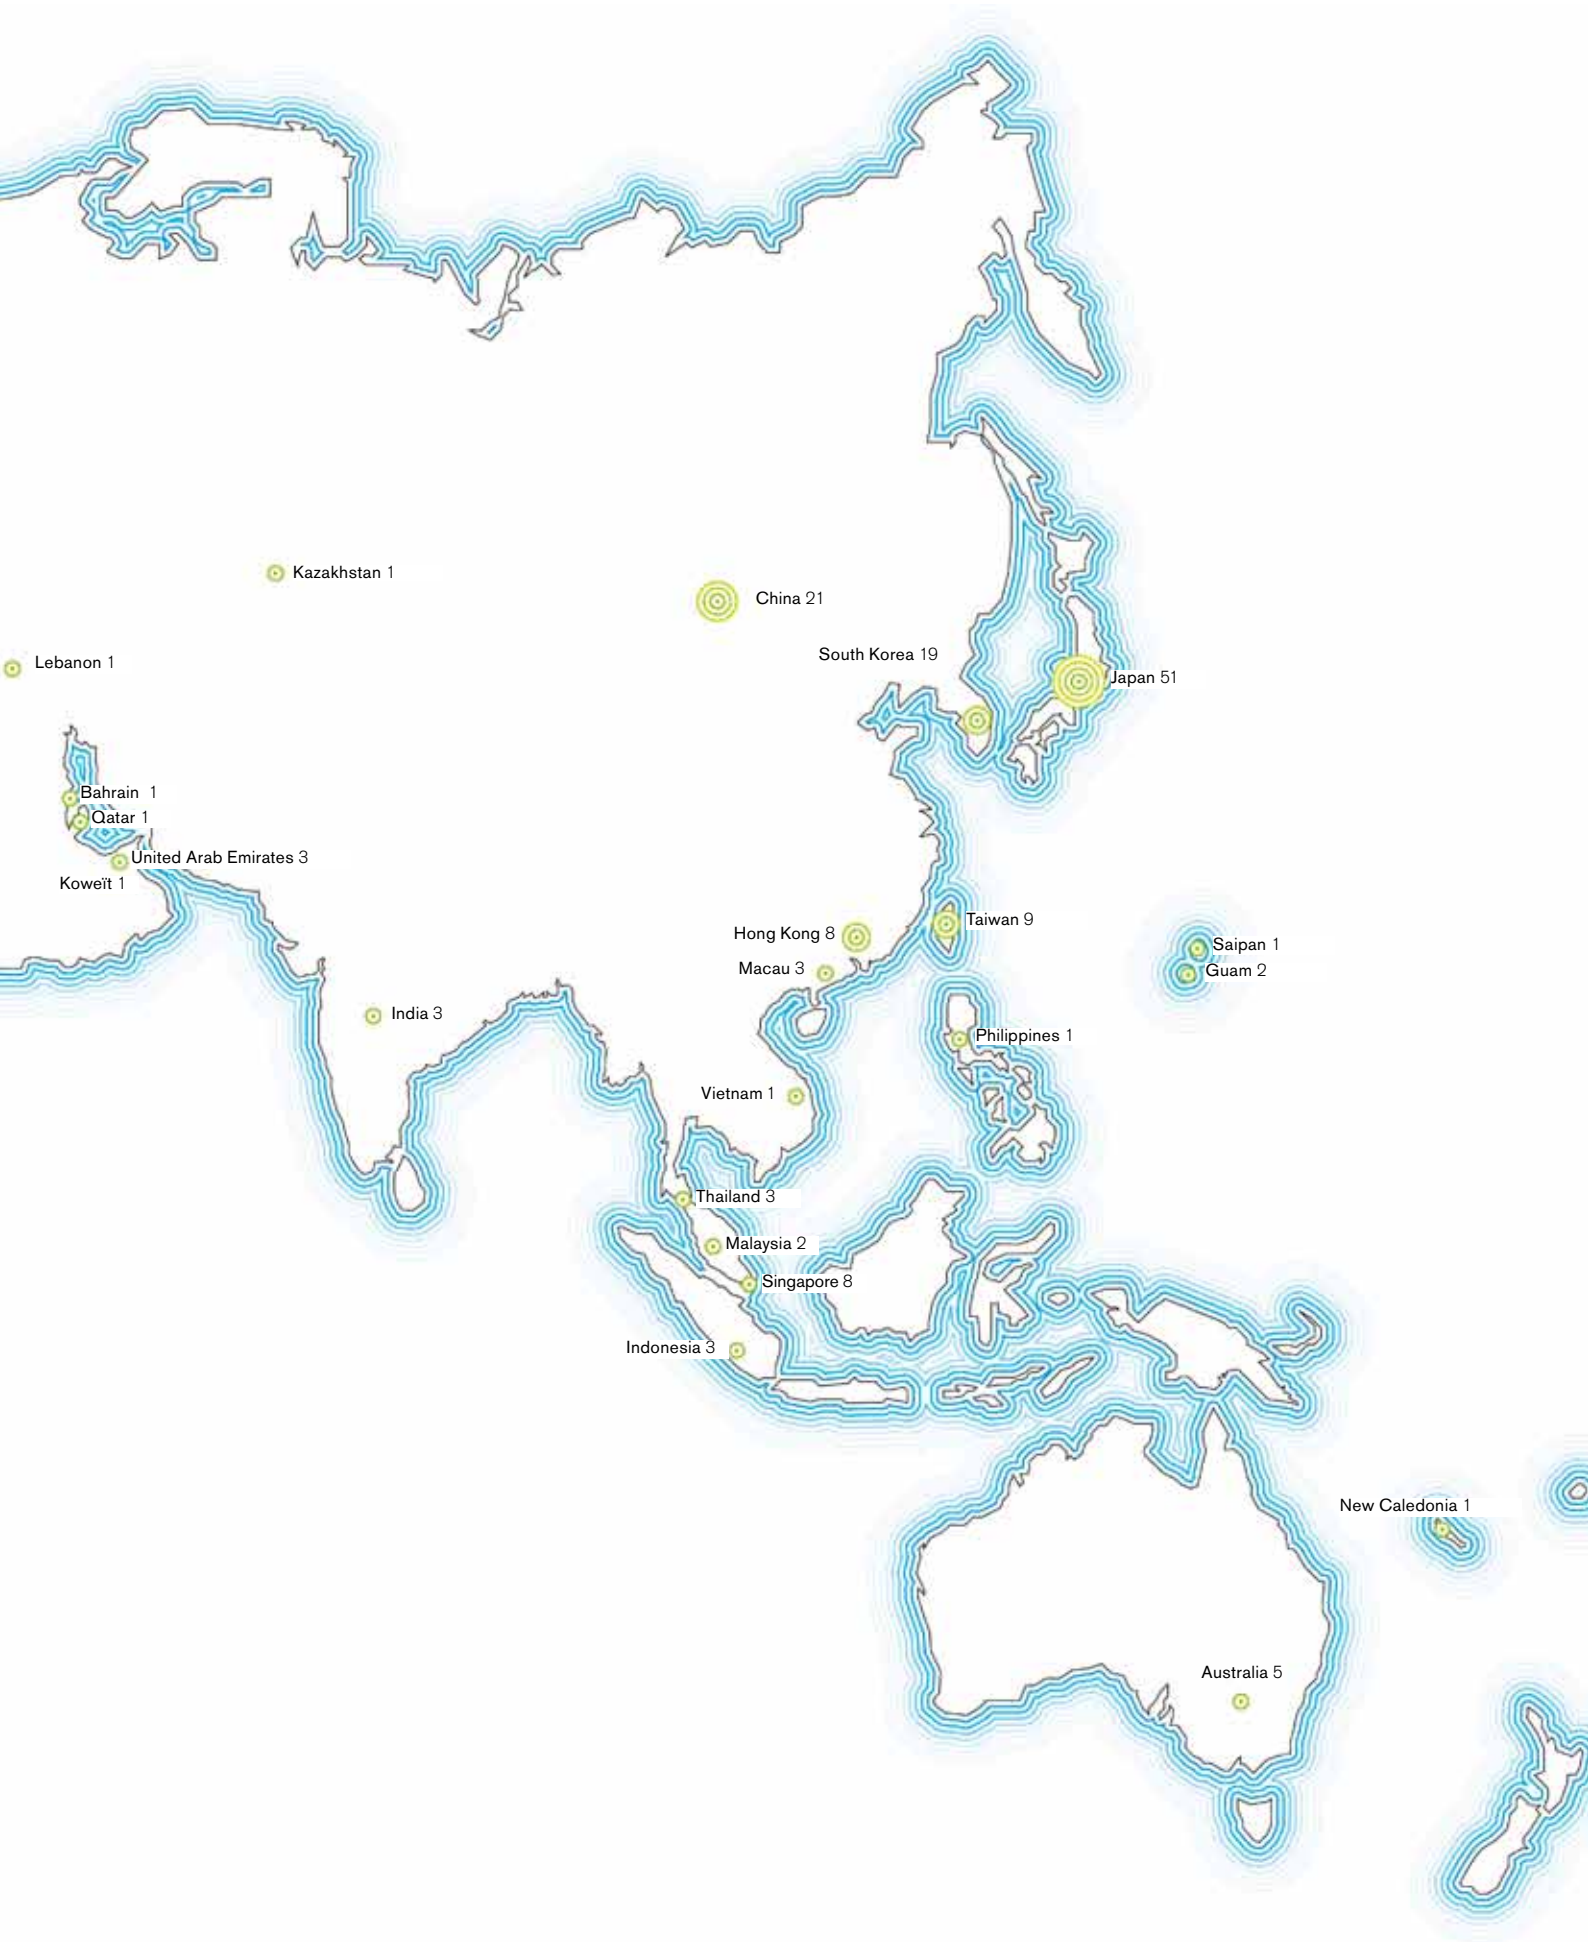 Kazakhstan 1
China 21
South Korea 19
Lebanon 1
Japan 51
Bahrain 1
Qatar 1
United Arab Emirates 3
Koweït 1
Taiwan 9
Hong Kong 8
Saipan 1
Macau 3
Guam 2
India 3
Philippines 1
Vietnam 1
Thailand 3
Malaysia 2
Singapore 8
Indonesia 3
New Caledonia 1
Australia 5